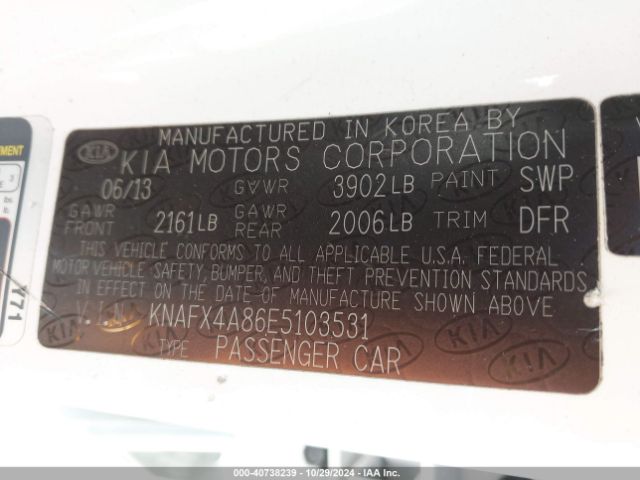 MANUFACTURED IN KOREA BY
KIA KIA MOTORS CORPORATION
06/13 GVWR 3902LB PAINT SWP
GAWR FRONT 2161LB GAWR REAR 2006LB TRIM DFR
THIS VEHICLE CONFORMS TO ALL APPLICABLE U.S.A. FEDERAL
MOTOR VEHICLE SAFETY, BUMPER, AND THEFT PREVENTION STANDARDS
IN EFFECT ON THE DATE OF MANUFACTURE SHOWN ABOVE
V.I.N. KNAFX4A86E5103531
TYPE PASSENGER CAR
Y71
000-40738239 - 10/29/2024 - IAA Inc.